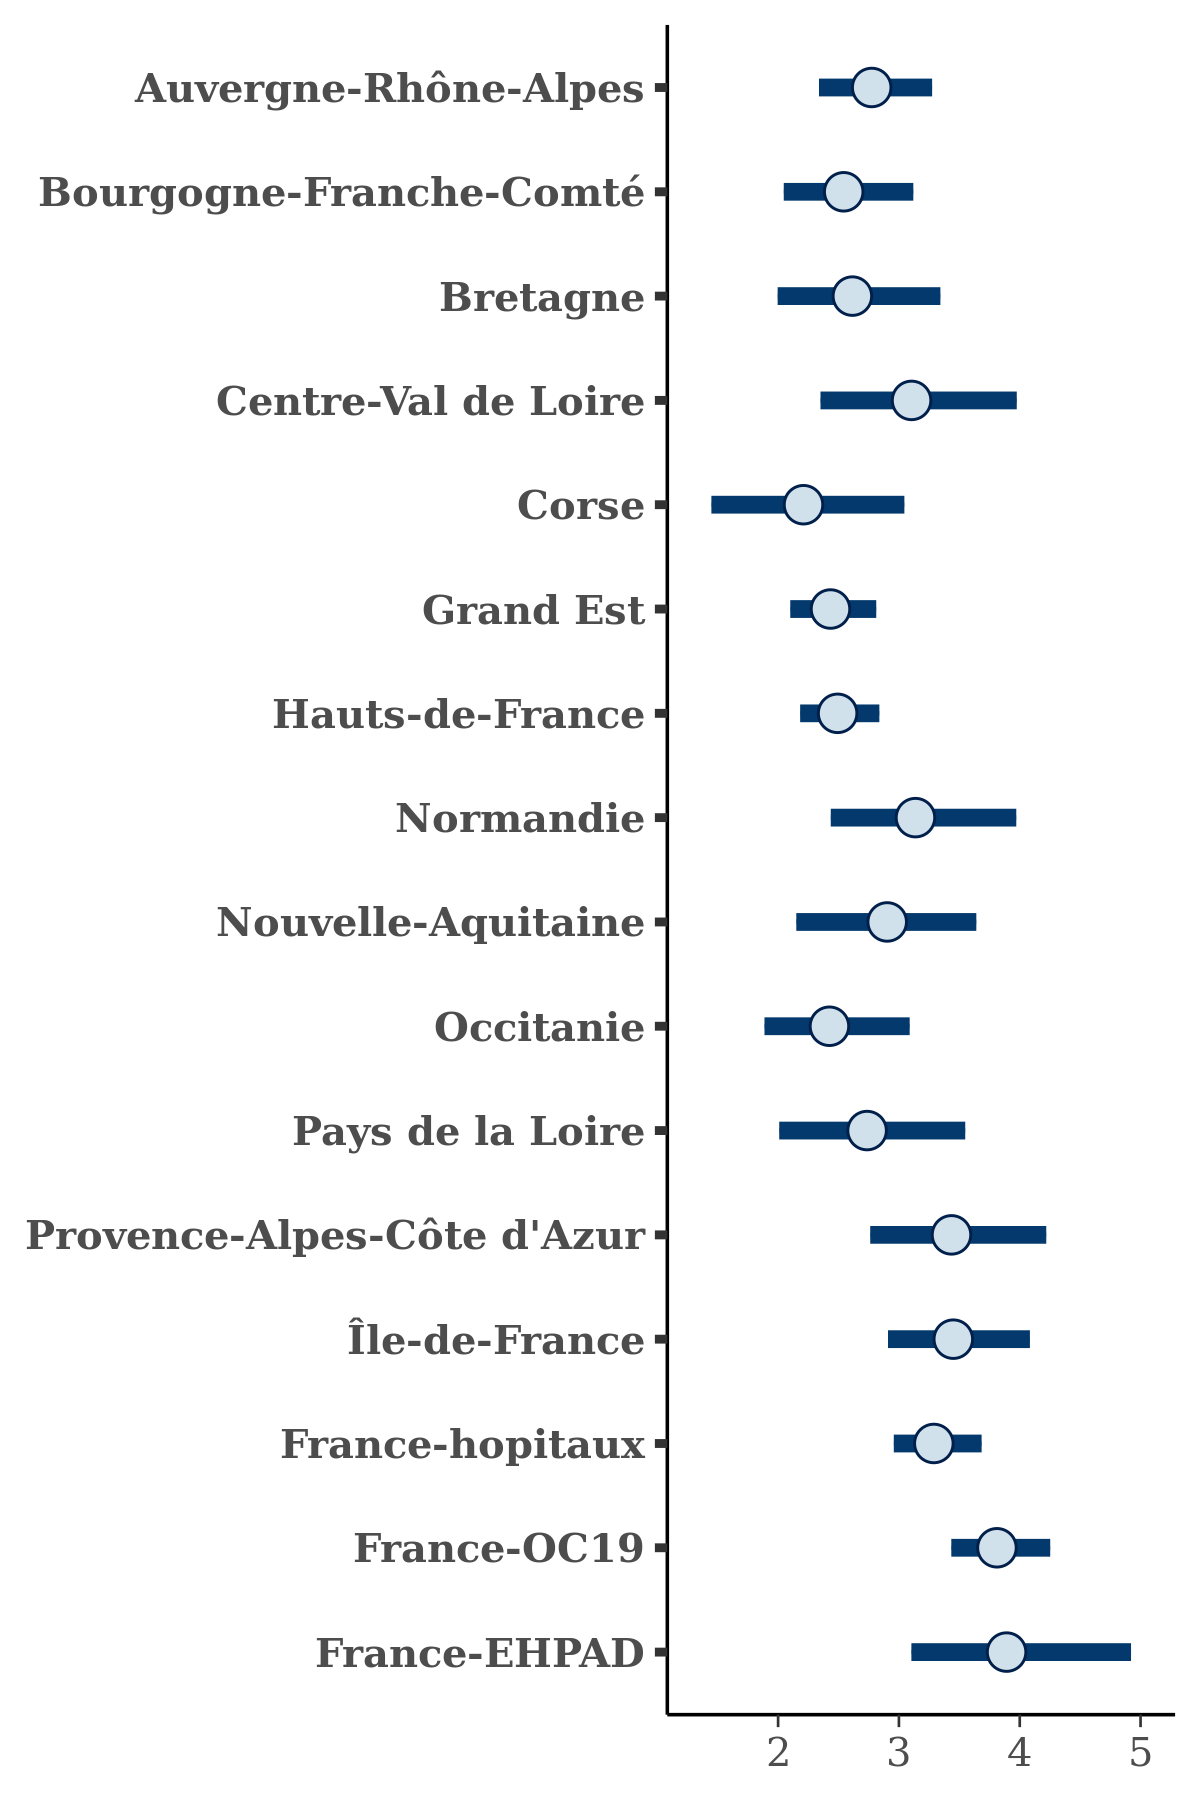 Auvergne-Rhône-Alpes
Bourgogne-Franche-Comté
Bretagne
Centre-Val de Loire
Corse
Grand Est
Hauts-de-France
Normandie
Nouvelle-Aquitaine
Occitanie
Pays de la Loire
Provence-Alpes-Côte d'Azur
Île-de-France
France-hopitaux
France-OC19
France-EHPAD
2 3 4 5